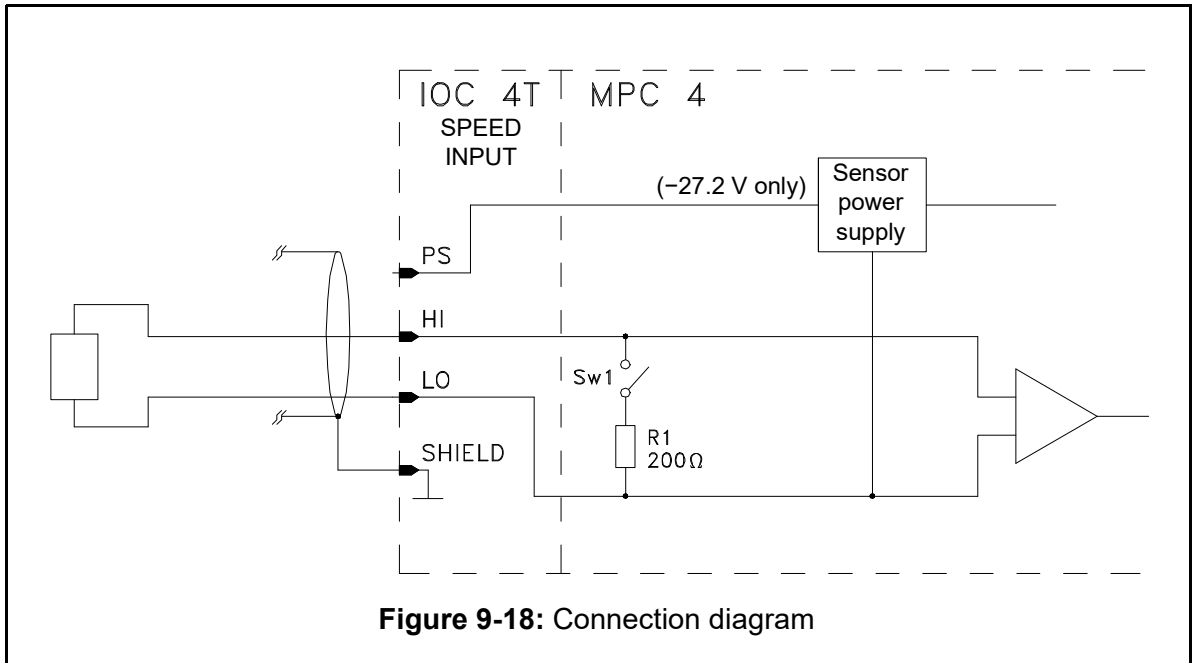 IOC 4T
MPC 4
SPEED
INPUT
(−27.2 V only)
Sensor
power
supply
PS
HI
Sw1
LO
R1
200Ω
SHIELD
Figure 9-18: Connection diagram